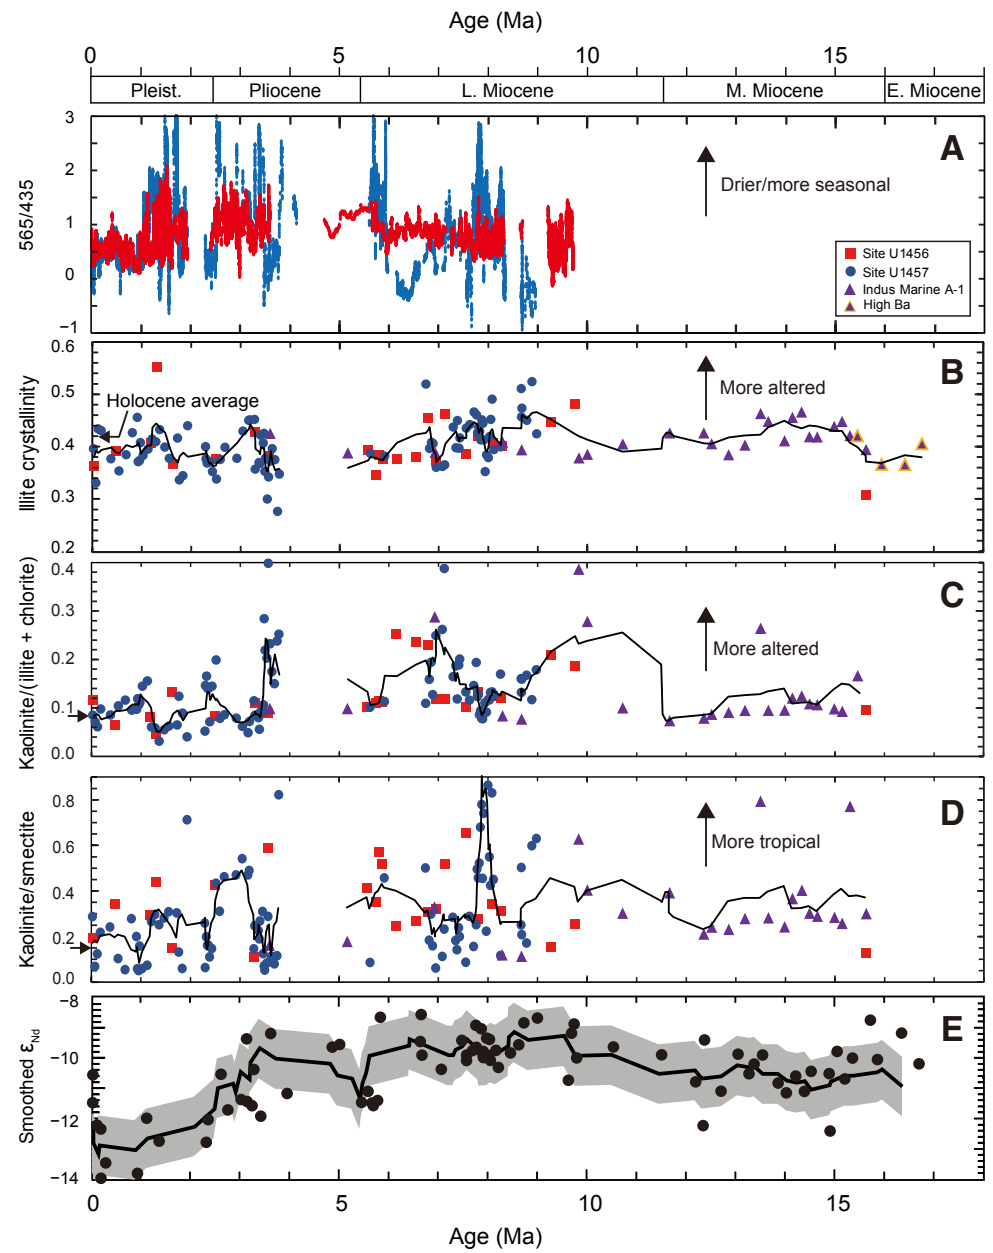 Age (Ma)
0 5 10 15
Pleist. Pliocene L. Miocene M. Miocene E. Miocene
565/435
3
2
1
0
−1
A
Drier/more seasonal
Site U1456
Site U1457
Indus Marine A-1
High Ba
Illite crystallinity
0.6
0.5
0.4
0.3
0.2
B
Holocene average
More altered
Kaolinite/(illite + chlorite)
0.4
0.3
0.2
0.1
0.0
C
More altered
Kaolinite/smectite
0.8
0.6
0.4
0.2
0.0
D
More tropical
Smoothed εNd
−8
−10
−12
−14
E
0 5 10 15
Age (Ma)